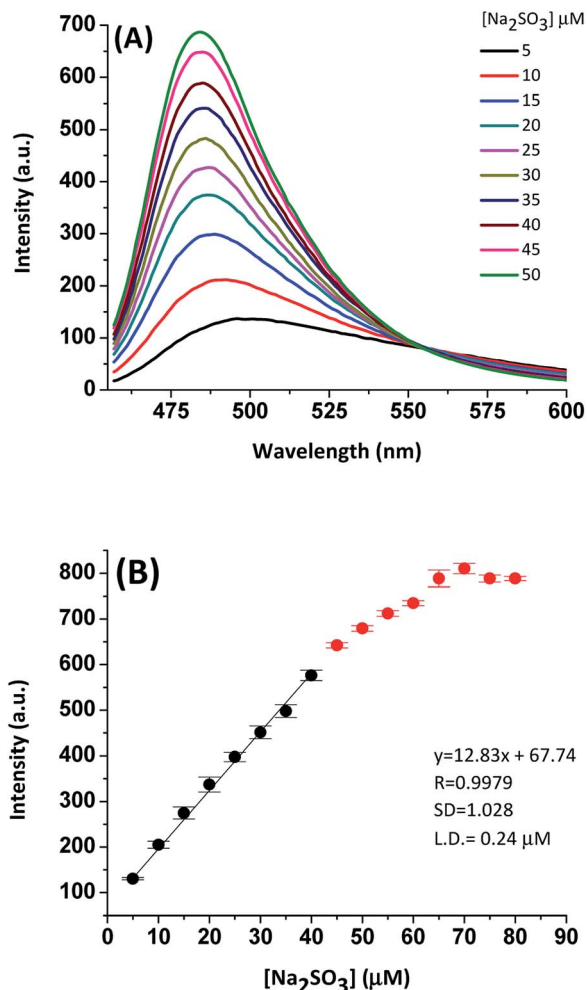 (A)
[Na₂SO₃] μM
5
10
15
20
25
30
35
40
45
50
700
600
500
400
300
200
100
0
Intensity (a.u.)
475 500 525 550 575 600
Wavelength (nm)
(B)
800
700
600
500
400
300
200
100
Intensity (a.u.)
y=12.83x + 67.74
R=0.9979
SD=1.028
L.D.= 0.24 μM
0 10 20 30 40 50 60 70 80 90
[Na₂SO₃] (μM)